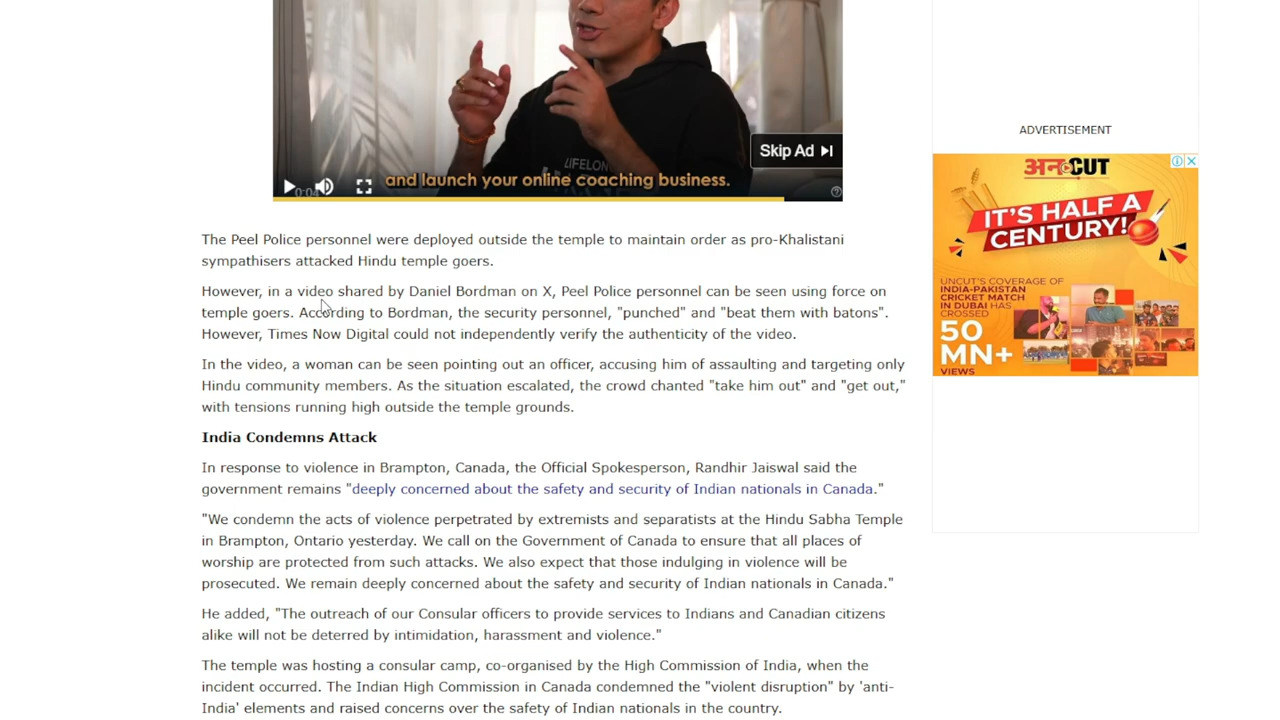 LIFELON
Skip Ad
0:04
and launch your online coaching business.
The Peel Police personnel were deployed outside the temple to maintain order as pro-Khalistani
sympathisers attacked Hindu temple goers.
However, in a video shared by Daniel Bordman on X, Peel Police personnel can be seen using force on
temple goers. According to Bordman, the security personnel, "punched" and "beat them with batons".
However, Times Now Digital could not independently verify the authenticity of the video.
In the video, a woman can be seen pointing out an officer, accusing him of assaulting and targeting only
Hindu community members. As the situation escalated, the crowd chanted "take him out" and "get out,"
with tensions running high outside the temple grounds.
India Condemns Attack
In response to violence in Brampton, Canada, the Official Spokesperson, Randhir Jaiswal said the
government remains "deeply concerned about the safety and security of Indian nationals in Canada."
"We condemn the acts of violence perpetrated by extremists and separatists at the Hindu Sabha Temple
in Brampton, Ontario yesterday. We call on the Government of Canada to ensure that all places of
worship are protected from such attacks. We also expect that those indulging in violence will be
prosecuted. We remain deeply concerned about the safety and security of Indian nationals in Canada."
He added, "The outreach of our Consular officers to provide services to Indians and Canadian citizens
alike will not be deterred by intimidation, harassment and violence."
The temple was hosting a consular camp, co-organised by the High Commission of India, when the
incident occurred. The Indian High Commission in Canada condemned the "violent disruption" by 'anti-
India' elements and raised concerns over the safety of Indian nationals in the country.
ADVERTISEMENT
अनCUT
IT'S HALF A
CENTURY!
UNCUT'S COVERAGE OF
INDIA-PAKISTAN
CRICKET MATCH
IN DUBAI HAS
CROSSED
50
MN+
VIEWS